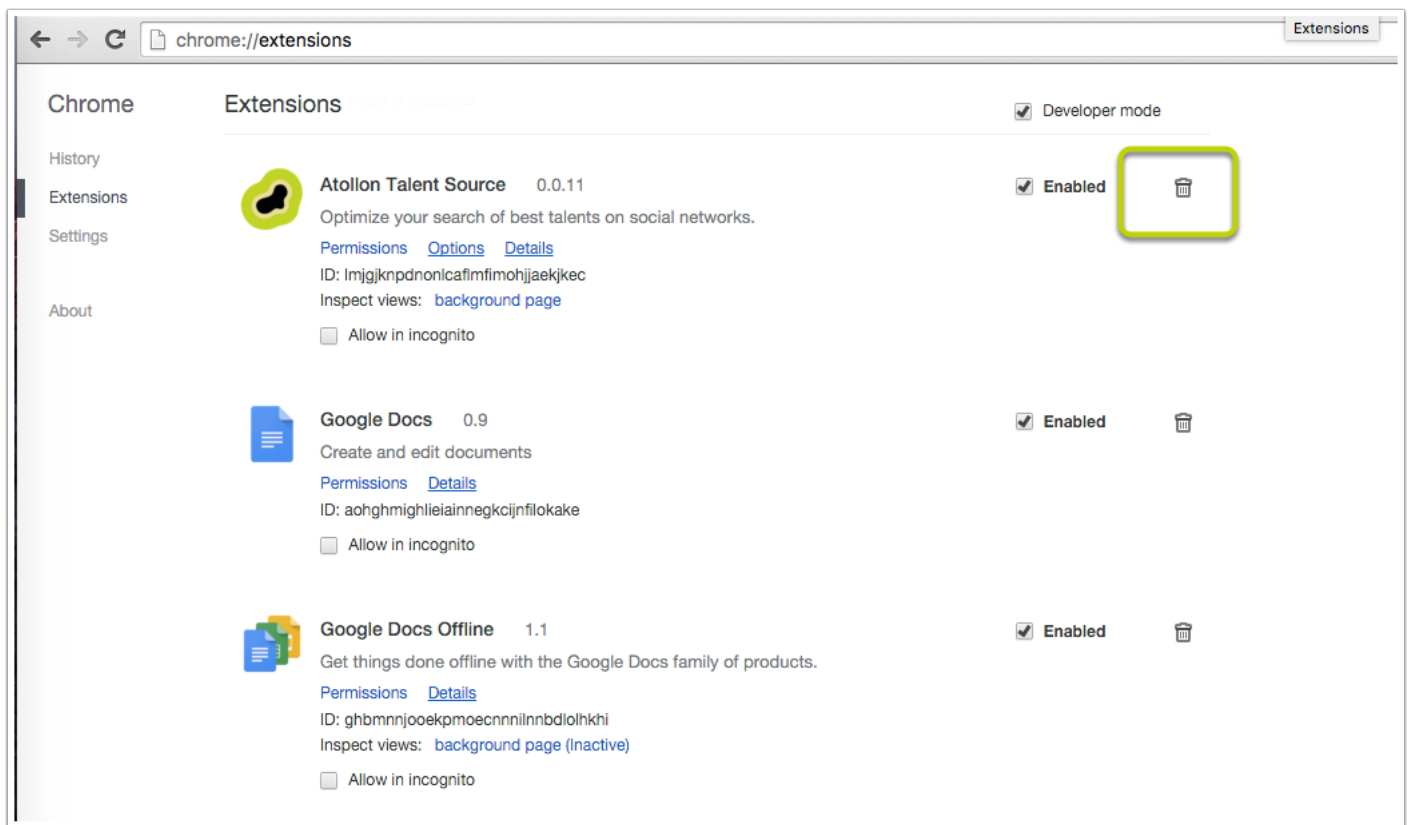 chrome://extensions
Extensions
Chrome
Extensions
Developer mode
History
Extensions
Settings
About
Atollon Talent Source 0.0.11
Enabled
Optimize your search of best talents on social networks.
Permissions Options Details
ID: lmjgjknpdnonlcaflmfimohjjaekjkec
Inspect views: background page
Allow in incognito
Google Docs 0.9
Enabled
Create and edit documents
Permissions Details
ID: aohghmighlieiainnegkcijnfilokake
Allow in incognito
Google Docs Offline 1.1
Enabled
Get things done offline with the Google Docs family of products.
Permissions Details
ID: ghbmnnjooekpmoecnnnilnnbdlolhkhi
Inspect views: background page (Inactive)
Allow in incognito